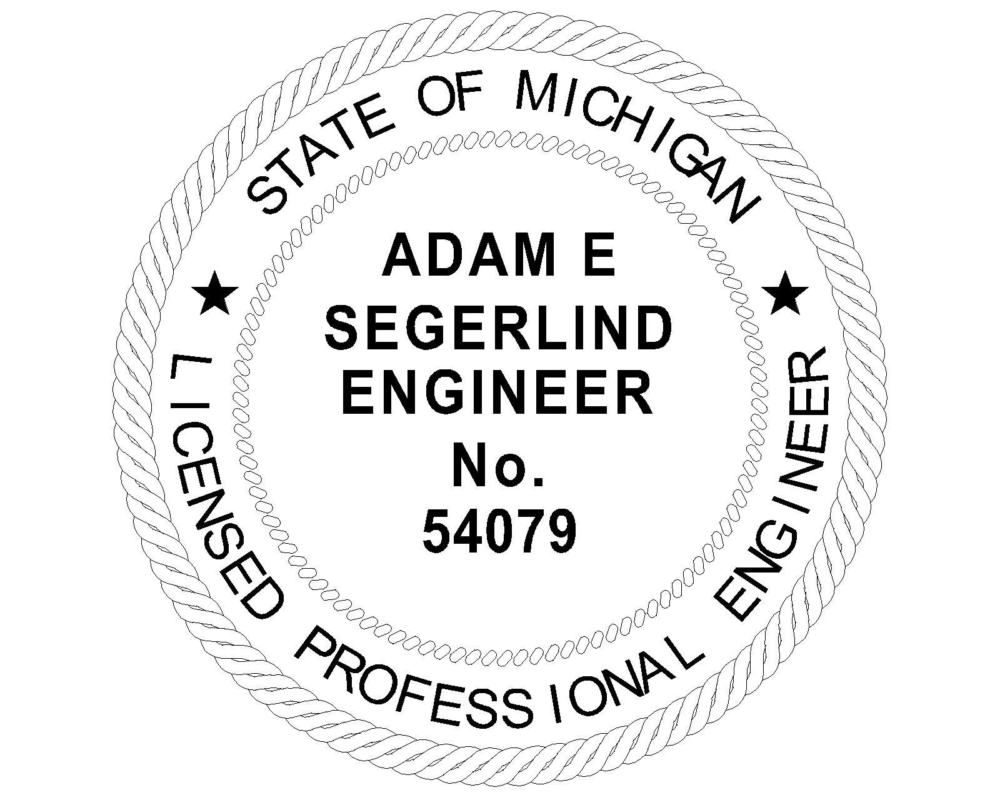 STATE OF MICHIGAN
ADAM E
SEGERLIND
ENGINEER
No.
54079
LICENSED PROFESSIONAL ENGINEER